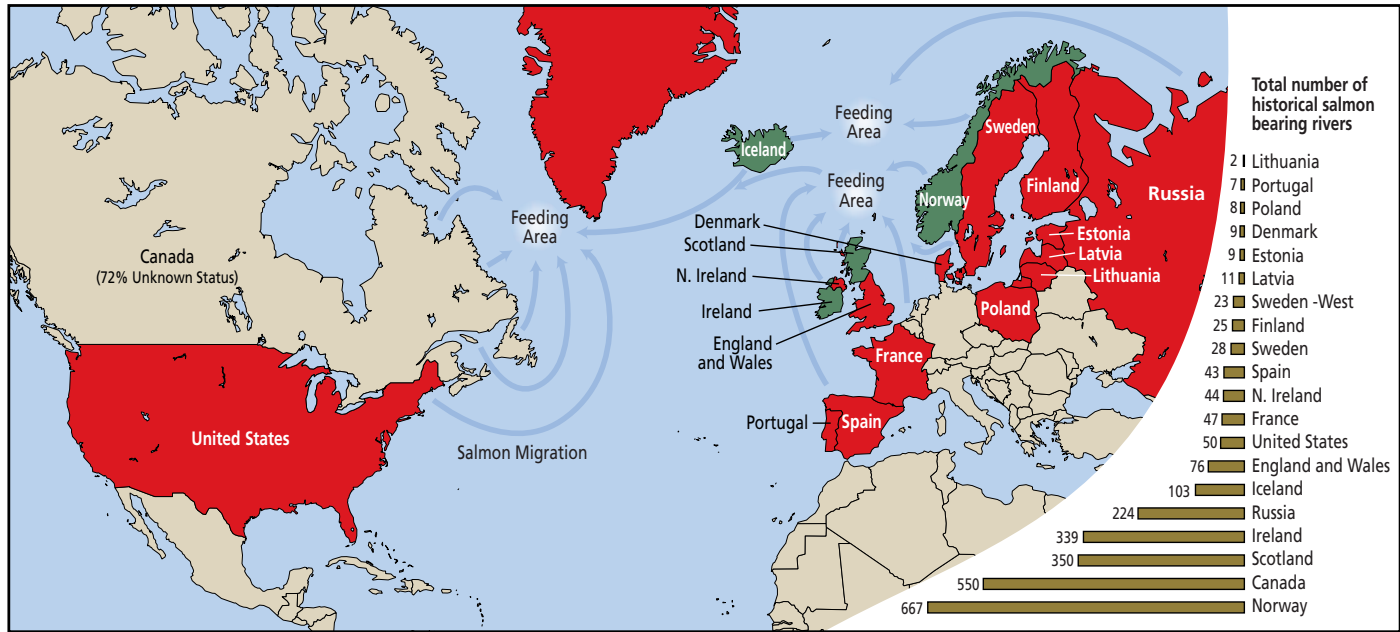 Canada
(72% Unknown Status)
United States
Salmon Migration
Feeding
Area
Iceland
Feeding
Area
Feeding
Area
Norway
Sweden
Finland
Russia
Estonia
Latvia
Lithuania
Denmark
Scotland
N. Ireland
Ireland
England
and Wales
Poland
France
Portugal
Spain
Total number of
historical salmon
bearing rivers
2 Lithuania
7 Portugal
8 Poland
9 Denmark
9 Estonia
11 Latvia
23 Sweden -West
25 Finland
28 Sweden
43 Spain
44 N. Ireland
47 France
50 United States
76 England and Wales
103 Iceland
224 Russia
339 Ireland
350 Scotland
550 Canada
667 Norway